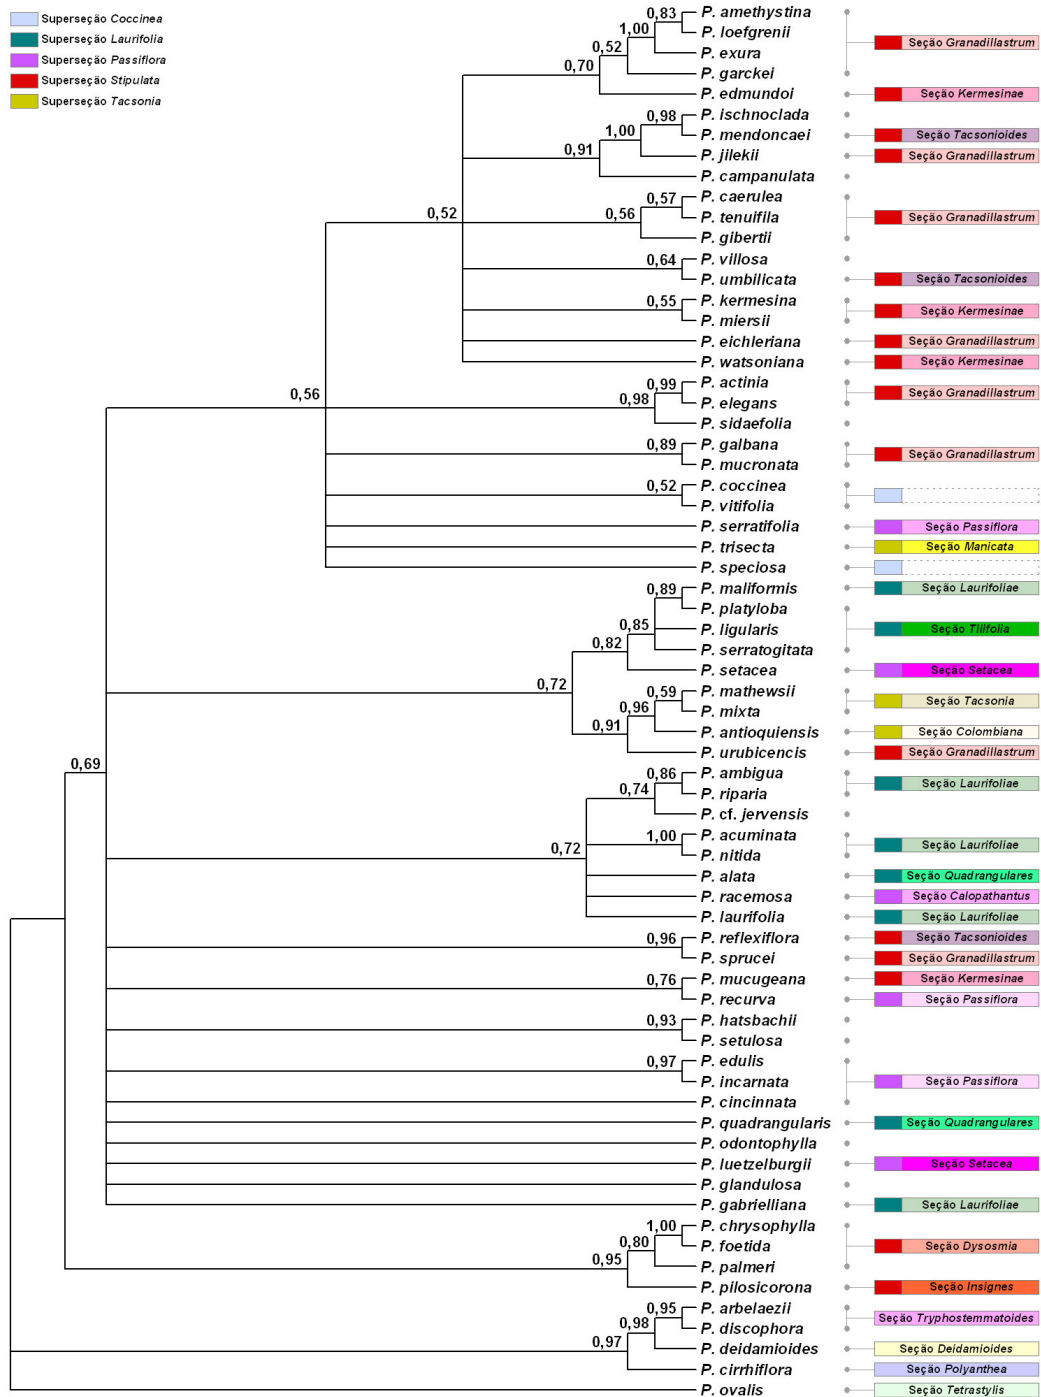 Superseção Coccinea
Superseção Laurifolia
Superseção Passiflora
Superseção Stipulata
Superseção Tacsonia
0,83
1,00
0,52
0,70
0,98
1,00
0,91
0,57
0,56
0,52
0,64
0,55
0,56
0,99
0,98
0,89
0,52
0,89
0,85
0,82
0,72
0,59
0,96
0,91
0,69
0,86
0,74
1,00
0,72
0,96
0,76
0,93
0,97
1,00
0,80
0,95
0,95
0,98
0,97
P. amethystina
P. loefgrenii
P. exura
P. garckei
P. edmundoi
P. ischnoclada
P. mendoncaei
P. jilekii
P. campanulata
P. caerulea
P. tenuifila
P. gibertii
P. villosa
P. umbilicata
P. kermesina
P. miersii
P. eichleriana
P. watsoniana
P. actinia
P. elegans
P. sidaefolia
P. galbana
P. mucronata
P. coccinea
P. vitifolia
P. serratifolia
P. trisecta
P. speciosa
P. maliformis
P. platyloba
P. ligularis
P. serratogitata
P. setacea
P. mathewsii
P. mixta
P. antioquiensis
P. urubicencis
P. ambigua
P. riparia
P. cf. jervensis
P. acuminata
P. nitida
P. alata
P. racemosa
P. laurifolia
P. reflexiflora
P. sprucei
P. mucugeana
P. recurva
P. hatsbachii
P. setulosa
P. edulis
P. incarnata
P. cincinnata
P. quadrangularis
P. odontophylla
P. luetzelburgii
P. glandulosa
P. gabrielliana
P. chrysophylla
P. foetida
P. palmeri
P. pilosicorona
P. arbelaezii
P. discophora
P. deidamioides
P. cirrhiflora
P. ovalis
Seção Granadillastrum
Seção Kermesinae
Seção Tacsonioides
Seção Granadillastrum
Seção Granadillastrum
Seção Tacsonioides
Seção Kermesinae
Seção Granadillastrum
Seção Kermesinae
Seção Granadillastrum
Seção Granadillastrum
Seção Passiflora
Seção Manicata
Seção Laurifoliae
Seção Tilifolia
Seção Setacea
Seção Tacsonia
Seção Colombiana
Seção Granadillastrum
Seção Laurifoliae
Seção Laurifoliae
Seção Quadrangulares
Seção Calopathantus
Seção Laurifoliae
Seção Tacsonioides
Seção Granadillastrum
Seção Kermesinae
Seção Passiflora
Seção Passiflora
Seção Quadrangulares
Seção Setacea
Seção Laurifoliae
Seção Dysosmia
Seção Insignes
Seção Tryphostemmatoides
Seção Deidamioides
Seção Polyanthea
Seção Tetrastylis